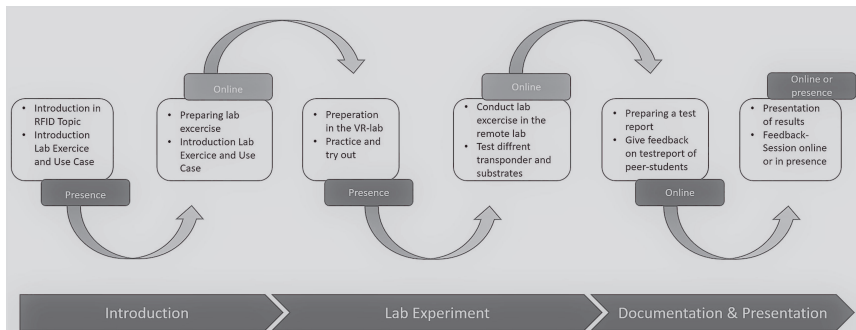 • Introduction in
RFID Topic
• Introduction
Lab Exercice
and Use Case
Presence
Online
• Preparing lab
excercise
• Introduction Lab
Exercice and Use
Case
• Preperation
in the VR-lab
• Practice and
try out
Presence
Online
• Conduct lab
excercise in the
remote lab
• Test diffrent
transponder and
substrates
• Preparing a test
report
• Give feedback
on testreport of
peer-students
Online
Online or
presence
• Presentation
of results
• Feedback-
Session online
or in presence
Introduction
Lab Experiment
Documentation & Presentation